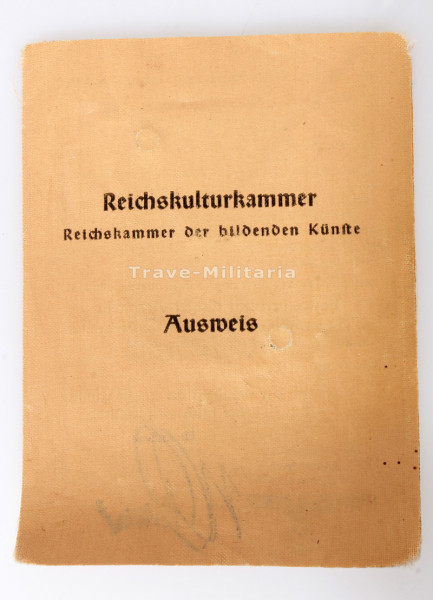 Reichskulturkammer
Reichskammer der bildenden Künste
Trave-Militaria
Ausweis